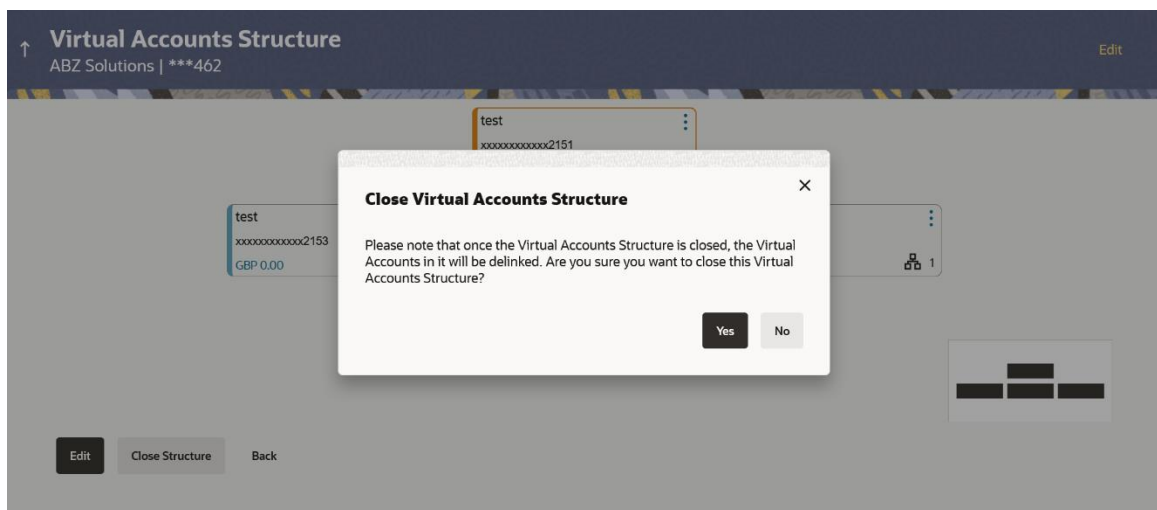 Virtual Accounts Structure
ABZ Solutions | ***462
Edit
test
xxxxxxxxxxxx2151
Close Virtual Accounts Structure
Please note that once the Virtual Accounts Structure is closed, the Virtual
Accounts in it will be delinked. Are you sure you want to close this Virtual
Accounts Structure?
Yes No
test
xxxxxxxxxxxx2153
GBP 0.00
1
Edit Close Structure Back